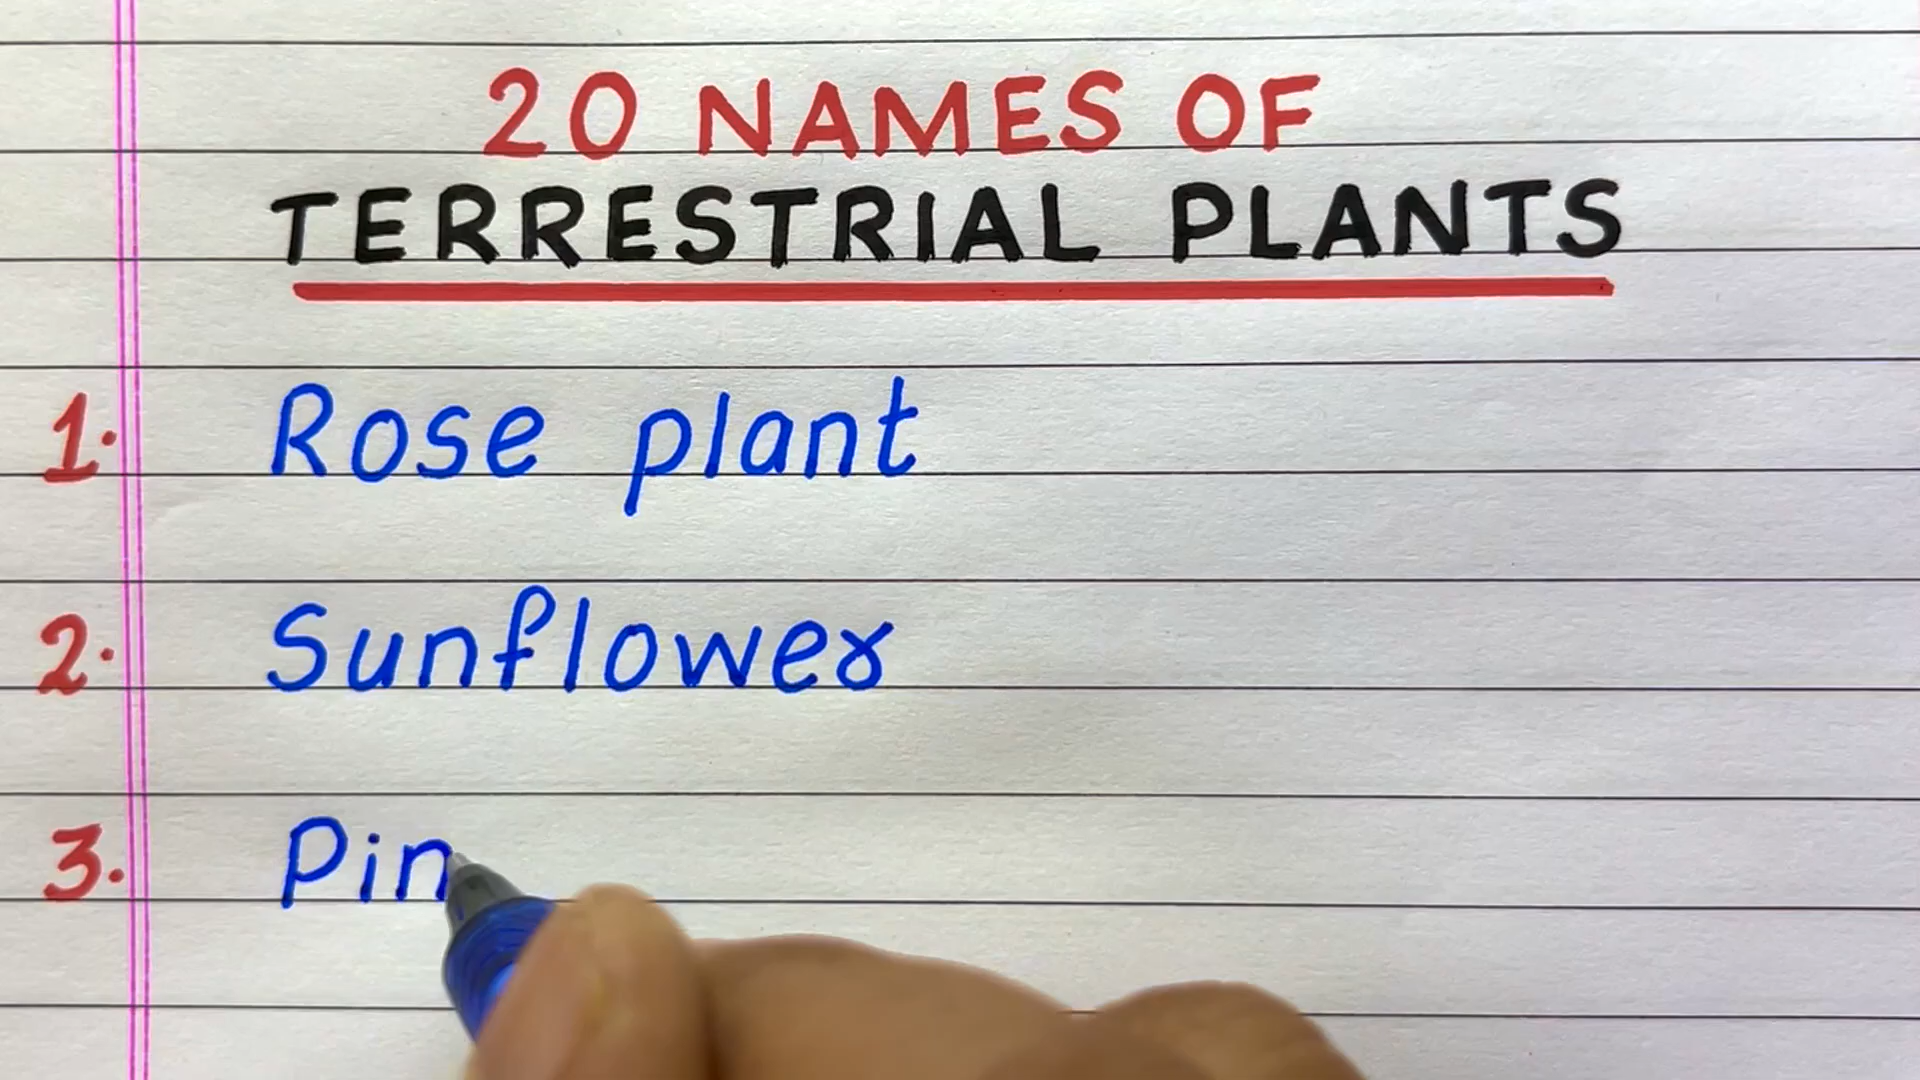 20 NAMES OF
TERRESTRIAL PLANTS
1. Rose plant
2. Sunflower
3. Pin